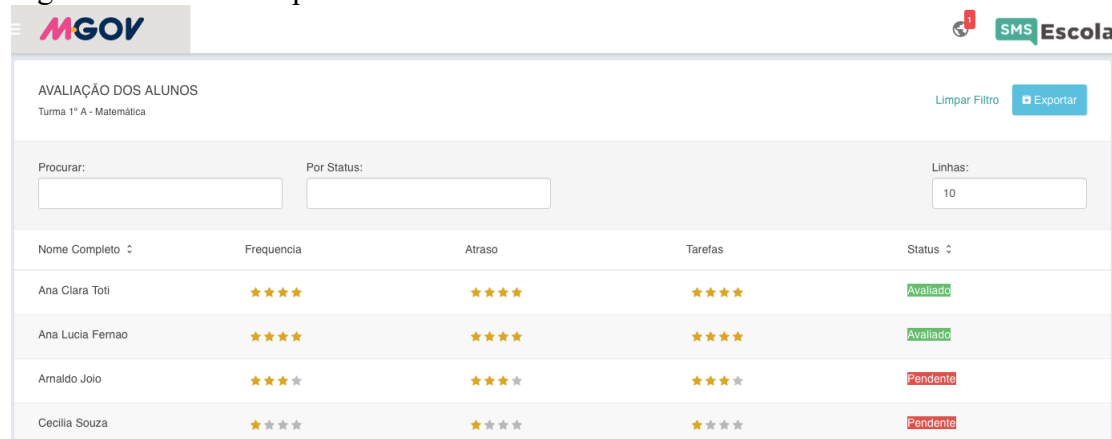 MGOV
1
SMS Escola
AVALIAÇÃO DOS ALUNOS
Turma 1º A - Matemática
Limpar Filtro
Exportar
Procurar:
Por Status:
Linhas:
10
Nome Completo Frequencia Atraso Tarefas Status
Ana Clara Toti Avaliado
Ana Lucia Fernao Avaliado
Arnaldo Joio Pendente
Cecilia Souza Pendente